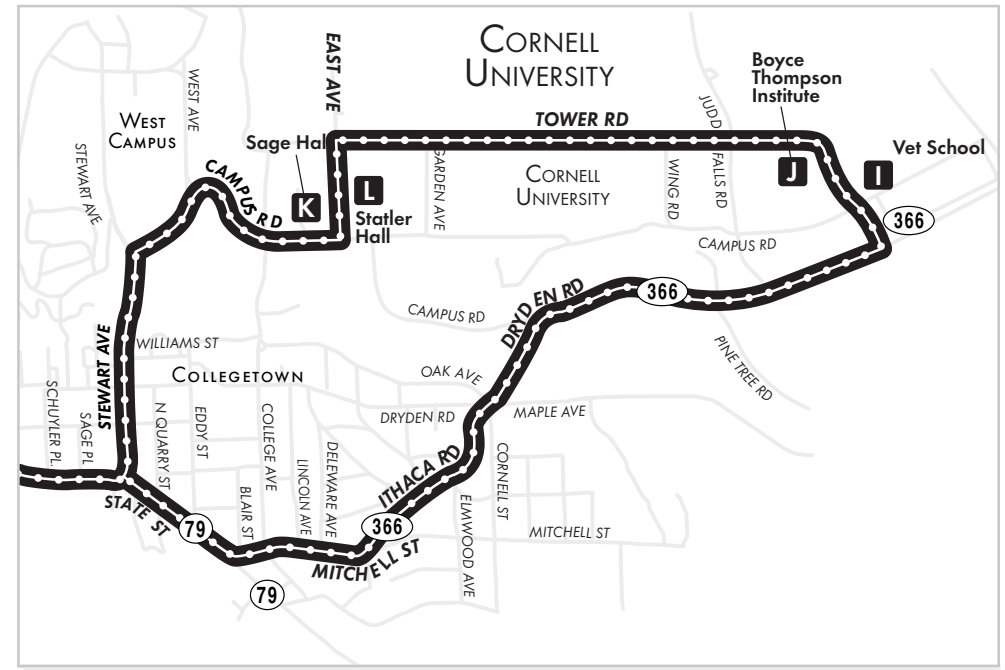 CORNELL
UNIVERSITY
EAST AVE
Boyce
Thompson
Institute
WEST AVE
WEST
CAMPUS
JUDD FALLS RD
TOWER RD
Sage Hal
Vet School
STEWART AVE
CAMPUS RD
GARDEN AVE
CORNELL
UNIVERSITY
WING RD
J
I
K
L
Statler
Hall
366
CAMPUS RD
366
DRYDEN RD
CAMPUS RD
STEWART AVE
WILLIAMS ST
COLLEGETOWN
OAK AVE
PINE TREE RD
SCHUYLER PL.
SAGE PL
N QUARRY ST
EDDY ST
COLLEGE AVE
DRYDEN RD
MAPLE AVE
LINCOLN AVE
DELEWARE AVE
ITHACA RD
CORNELL ST
BLAIR ST
STATE ST
79
366
ELMWOOD AVE
MITCHELL ST
MITCHELL ST
79